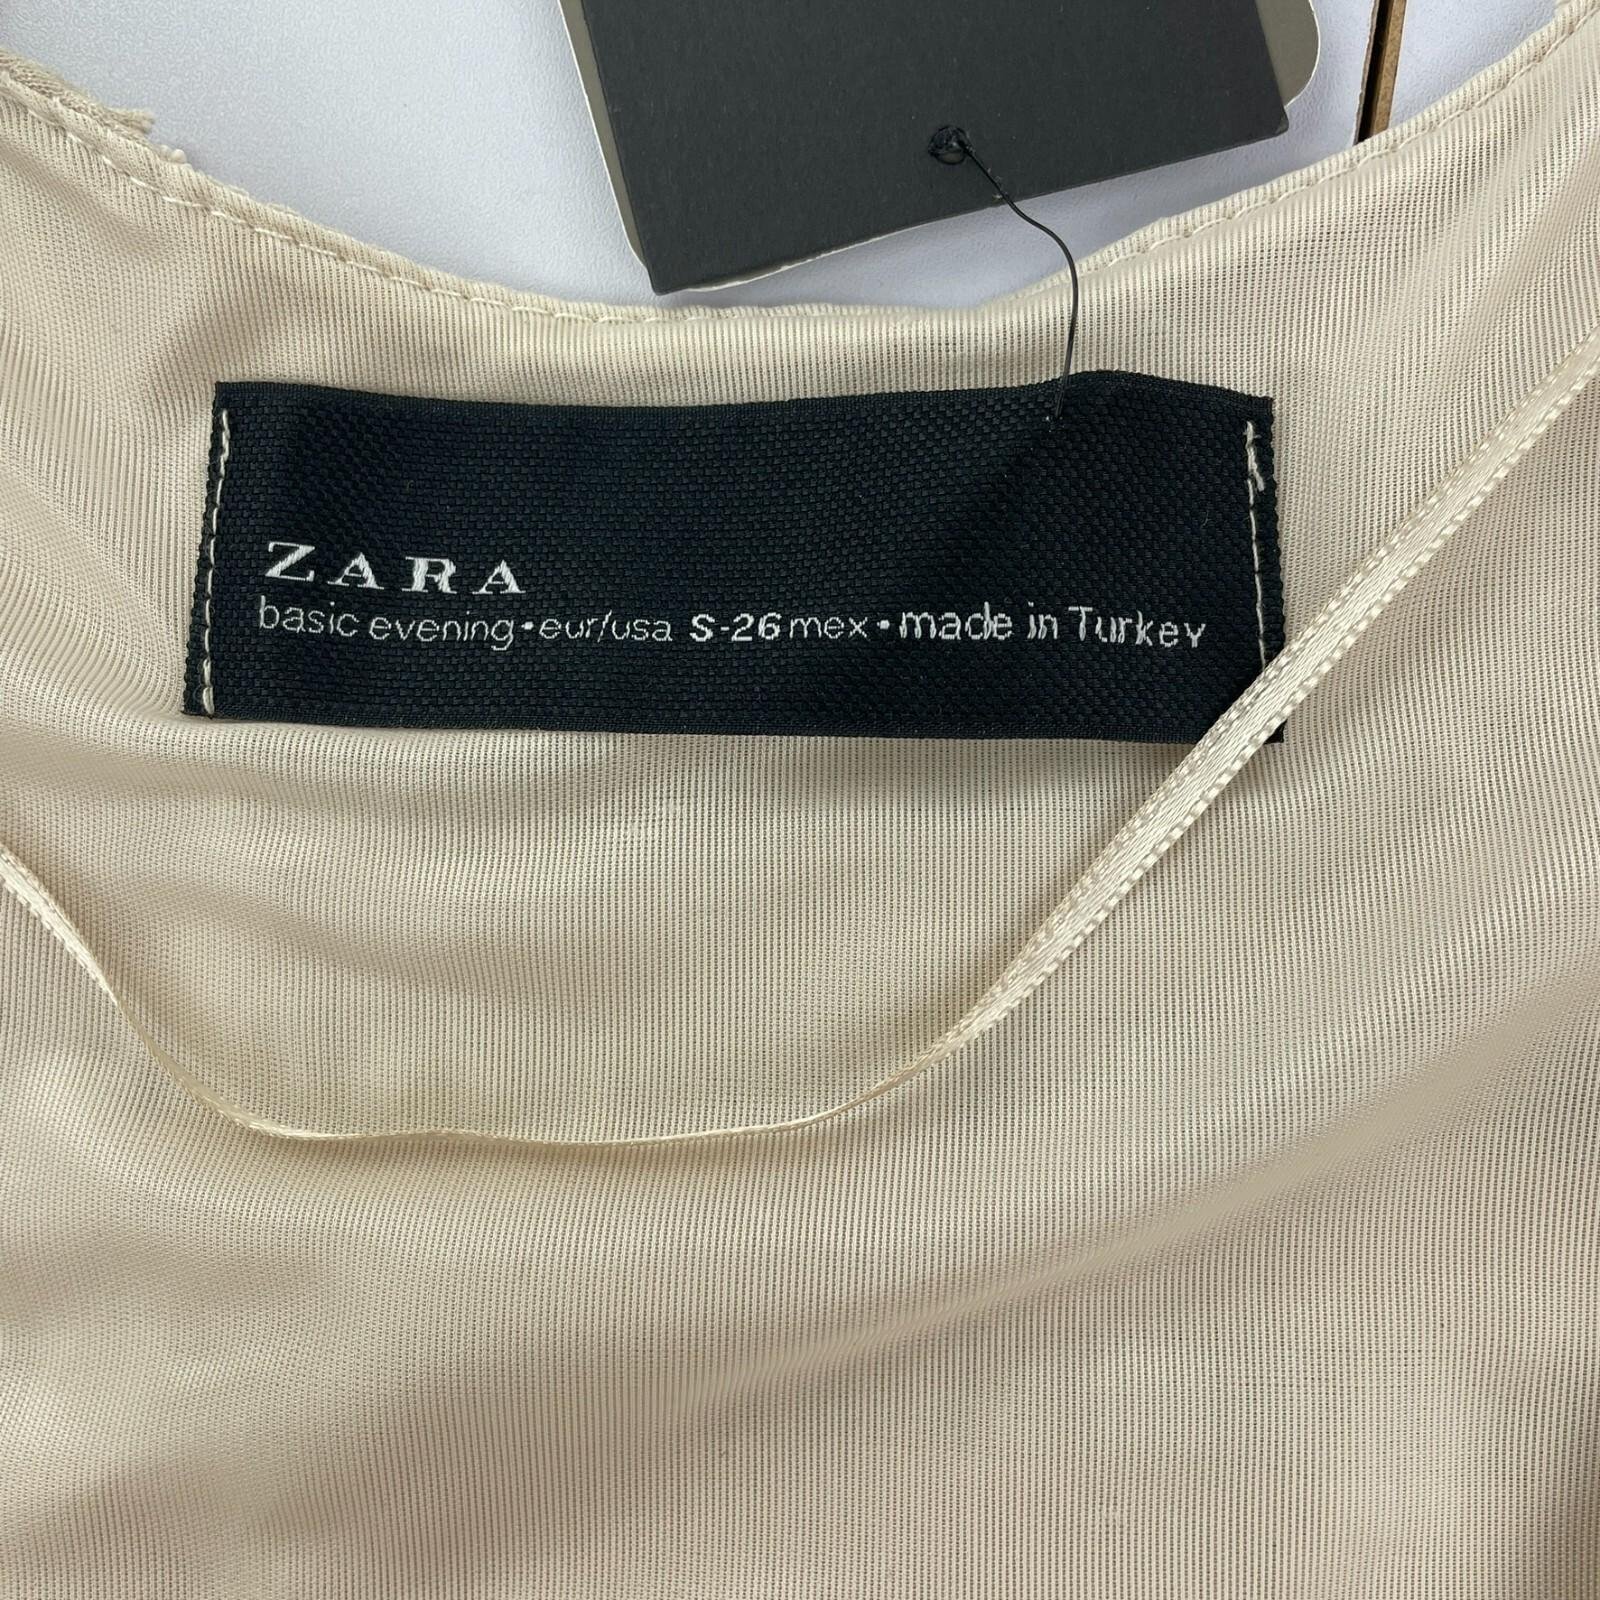 ZARA
basic evening•eur/usa S-26 mex•made in Turkey